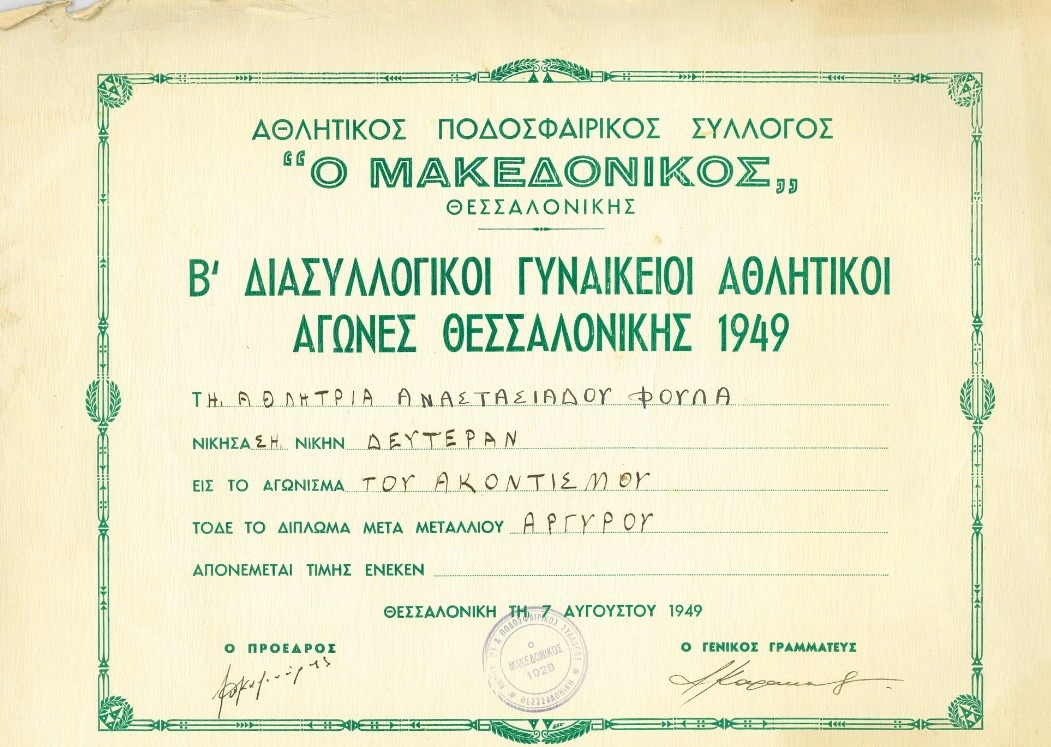 ΑΘΛΗΤΙΚΟΣ ΠΟΔΟΣΦΑΙΡΙΚΟΣ ΣΥΛΛΟΓΟΣ
“Ο ΜΑΚΕΔΟΝΙΚΟΣ„
ΘΕΣΣΑΛΟΝΙΚΗΣ
Β' ΔΙΑΣΥΛΛΟΓΙΚΟΙ ΓΥΝΑΙΚΕΙΟΙ ΑΘΛΗΤΙΚΟΙ
ΑΓΩΝΕΣ ΘΕΣΣΑΛΟΝΙΚΗΣ 1949
ΤΗ ΑΘΛΗΤΡΙΑ ΑΝΑΣΤΑΣΙΑΔΟΥ ΦΟΥΛΑ
ΝΙΚΗΣΑΣΗ ΝΙΚΗΝ ΔΕΥΤΕΡΑΝ
ΕΙΣ ΤΟ ΑΓΩΝΙΣΜΑ ΤΟΥ ΑΚΟΝΤΙΣΜΟΥ
ΤΟΔΕ ΤΟ ΔΙΠΛΩΜΑ ΜΕΤΑ ΜΕΤΑΛΛΙΟΥ ΑΡΓΥΡΟΥ
ΑΠΟΝΕΜΕΤΑΙ ΤΙΜΗΣ ΕΝΕΚΕΝ
ΘΕΣΣΑΛΟΝΙΚΗ ΤΗ, 7 ΑΥΓΟΥΣΤΟΥ 1949
Ο ΠΡΟΕΔΡΟΣ
Ο ΓΕΝΙΚΟΣ ΓΡΑΜΜΑΤΕΥΣ
& ΠΟΔΟΣΦΑΙΡΙΚΟΣ ΣΥΛΛΟΓΟΣ
Ο
ΜΑΚΕΔΟΝΙΚΟΣ
1928
ΘΕΣΣΑΛΟΝΙΚΗ